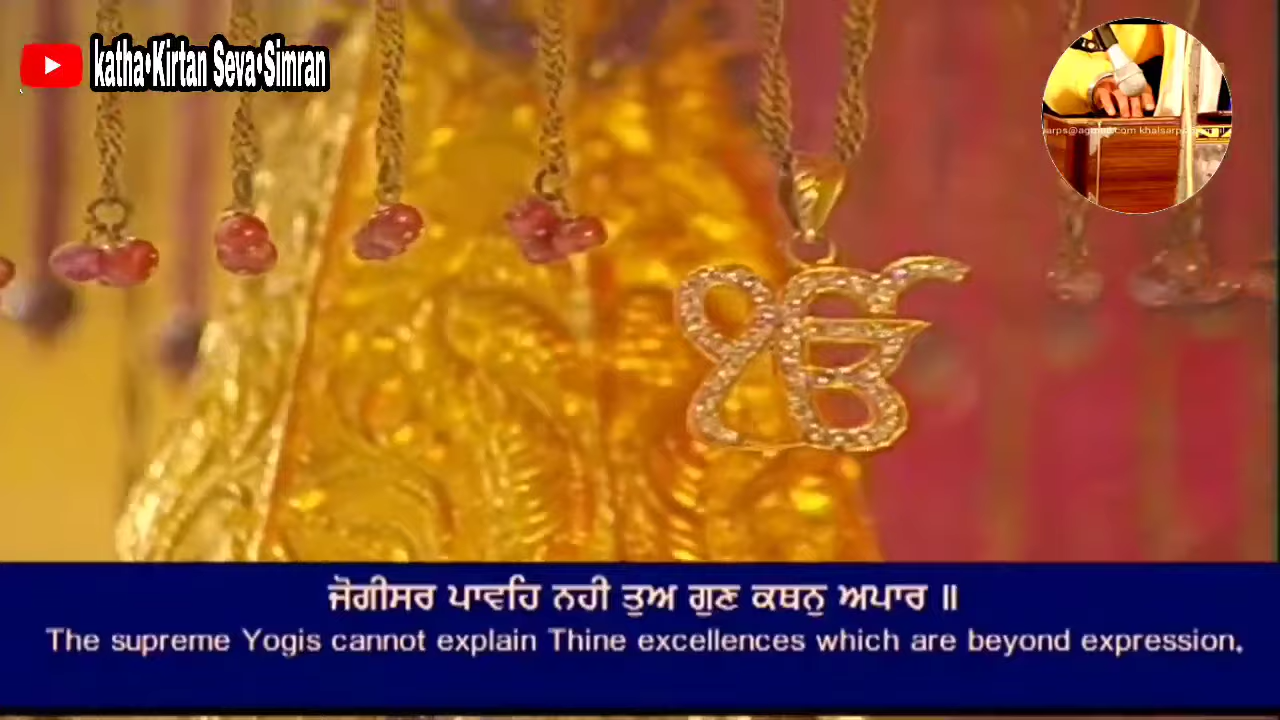 katha•Kirtan Seva•Simran
ੴ
ਜੋਗੀਸਰ ਪਾਵਹਿ ਨਹੀ ਤੁਅ ਗੁਣ ਕਥਨੁ ਅਪਾਰ ॥
The supreme Yogis cannot explain Thine excellences which are beyond expression.